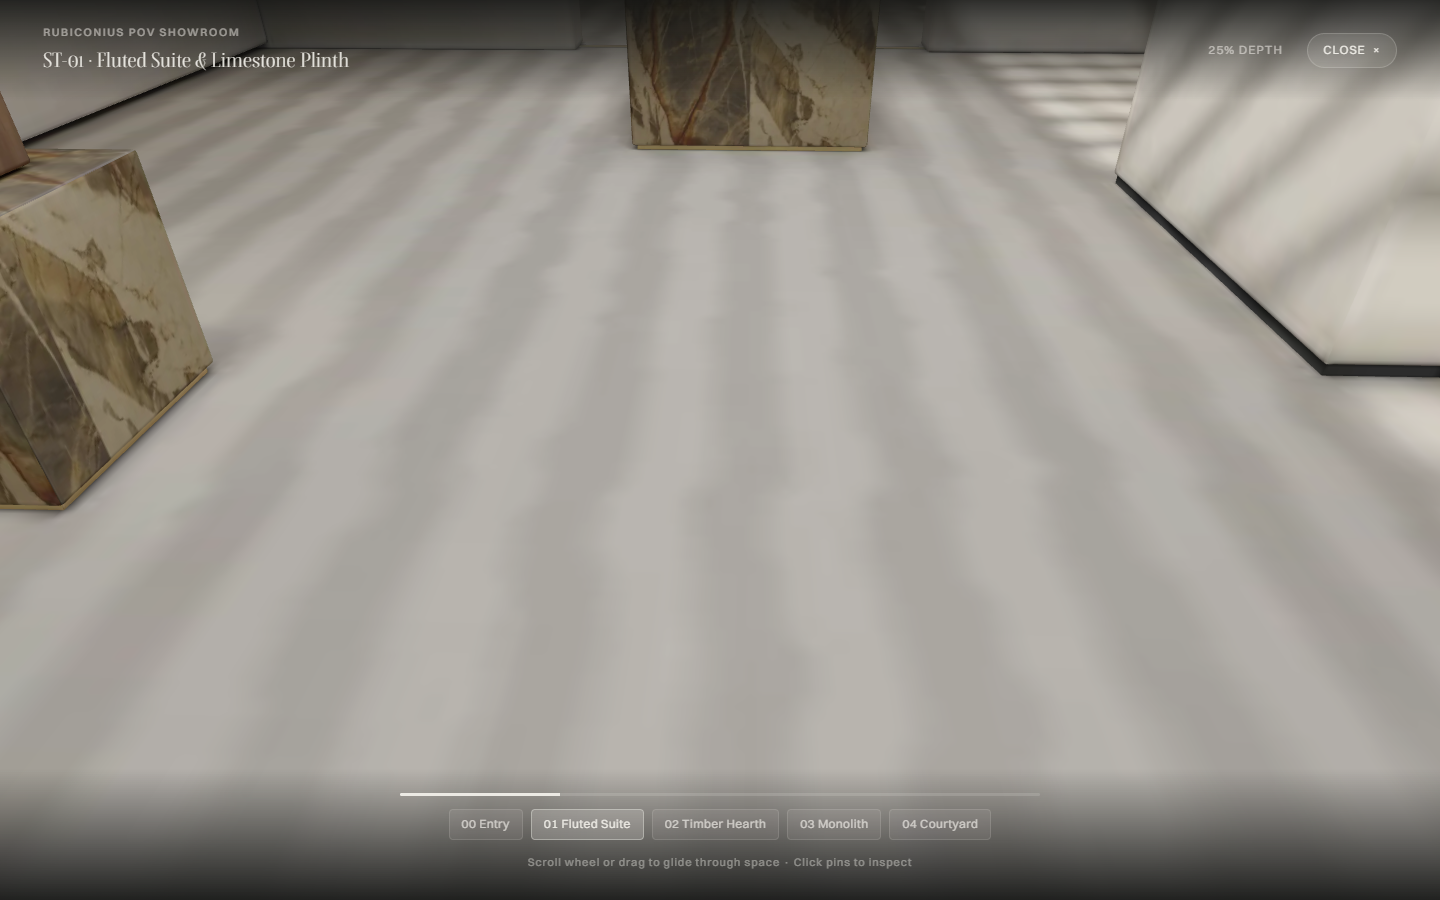 RUBICONIUS POV SHOWROOM
ST-01 · Fluted Suite & Limestone Plinth
25% DEPTH
CLOSE ×
00 Entry
01 Fluted Suite
02 Timber Hearth
03 Monolith
04 Courtyard
Scroll wheel or drag to glide through space · Click pins to inspect